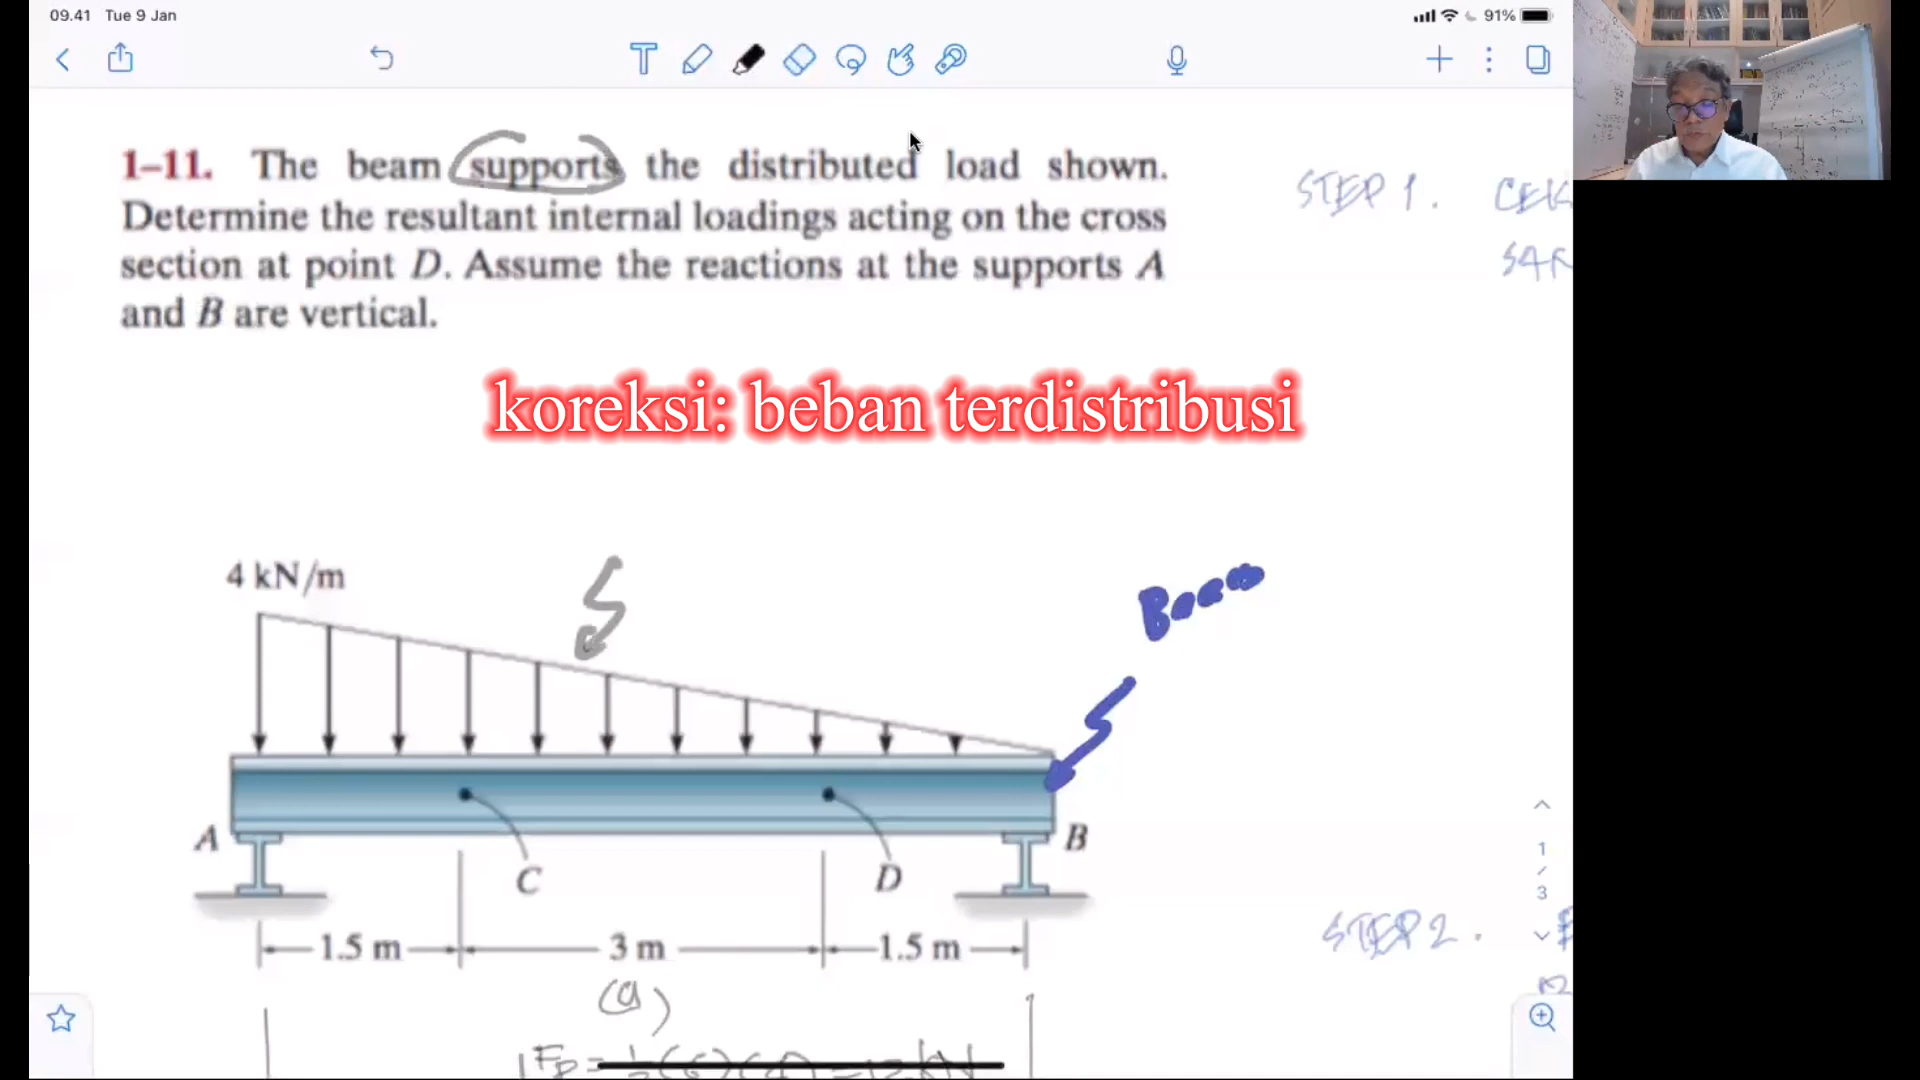 09.41 Tue 9 Jan
91%
T
1–11. The beam supports the distributed load shown.
Determine the resultant internal loadings acting on the cross
section at point D. Assume the reactions at the supports A
and B are vertical.
STEP 1.
koreksi: beban terdistribusi
4 kN/m
Beam
A
B
C
D
1.5 m
3 m
1.5 m
(a)
1
/
3
STEP 2.